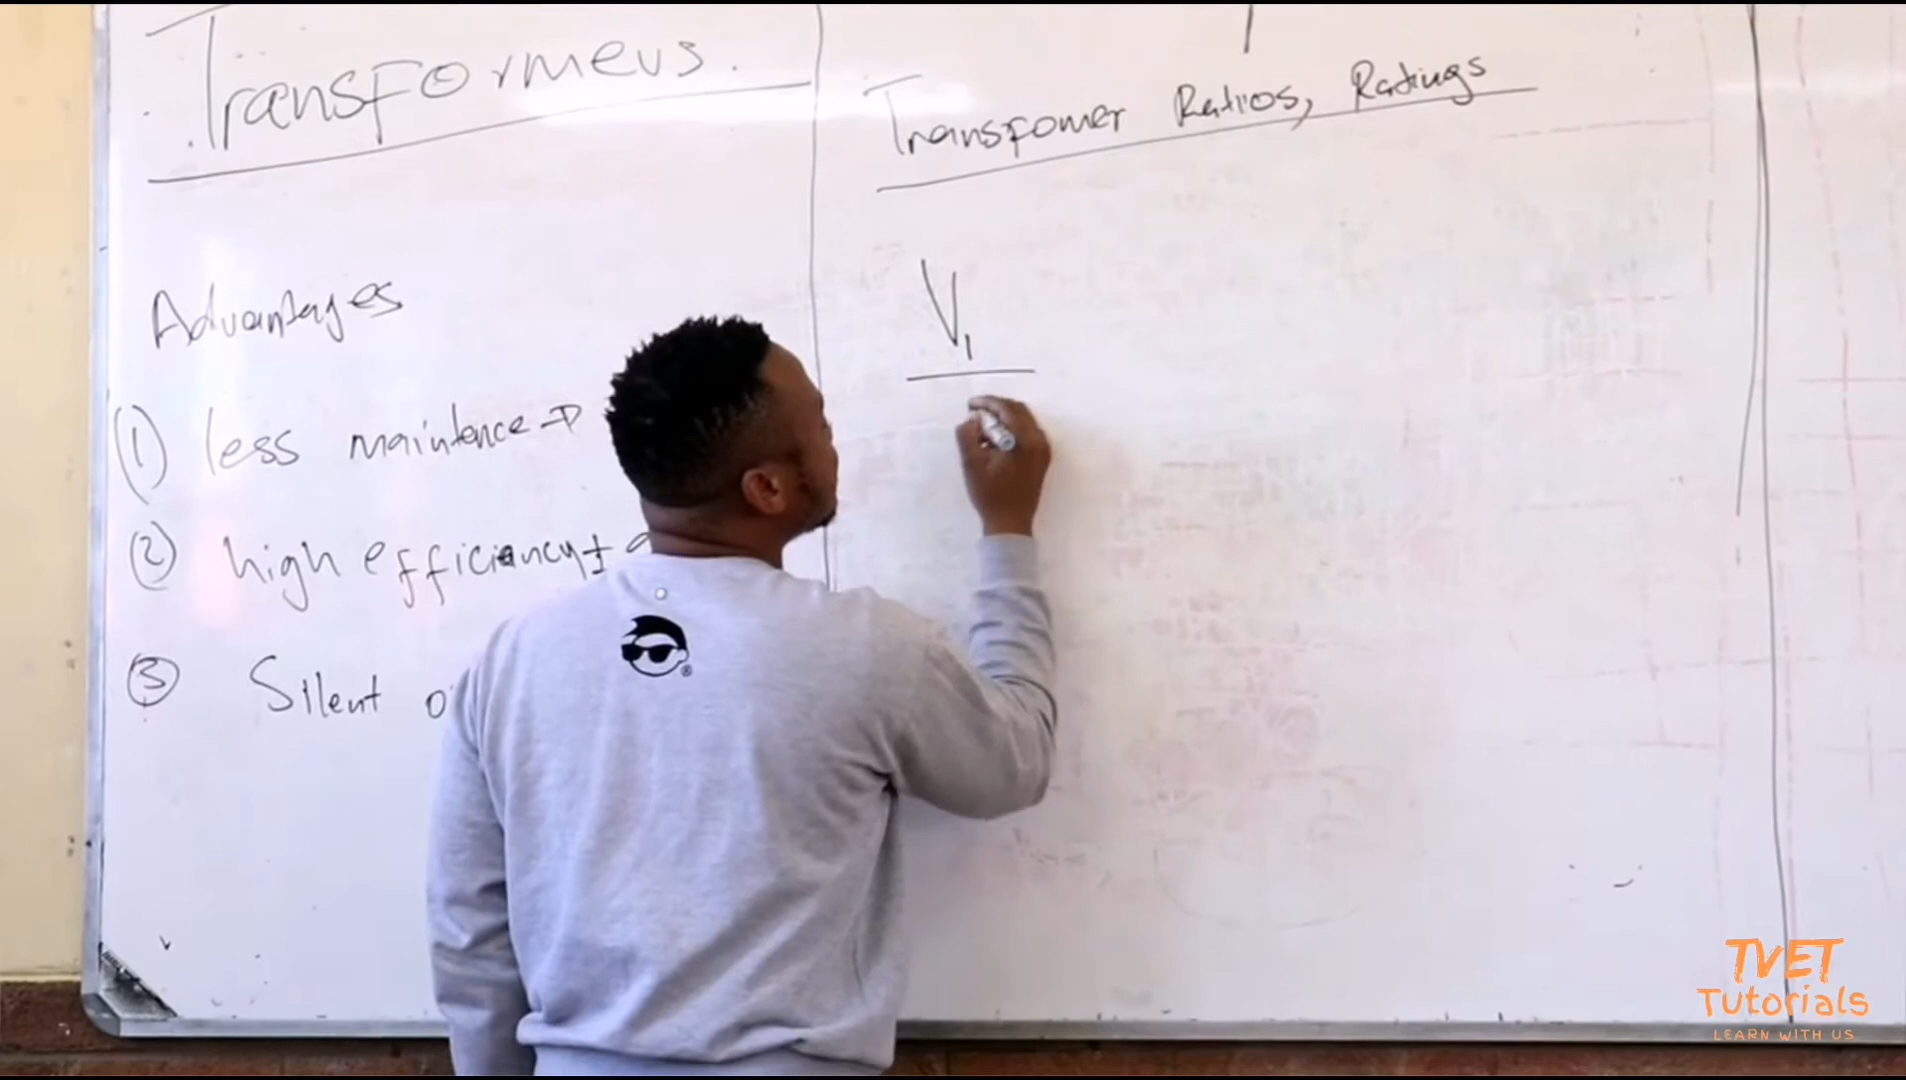 Transformers.
Advantages
(1) less maintence →
(2) high efficiency ±
(3) Silent
Transfomer Ratios, Ratings
V₁
TVET
Tutorials
LEARN WITH US